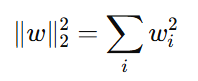 ‖w‖₂² = ∑ᵢ wᵢ²